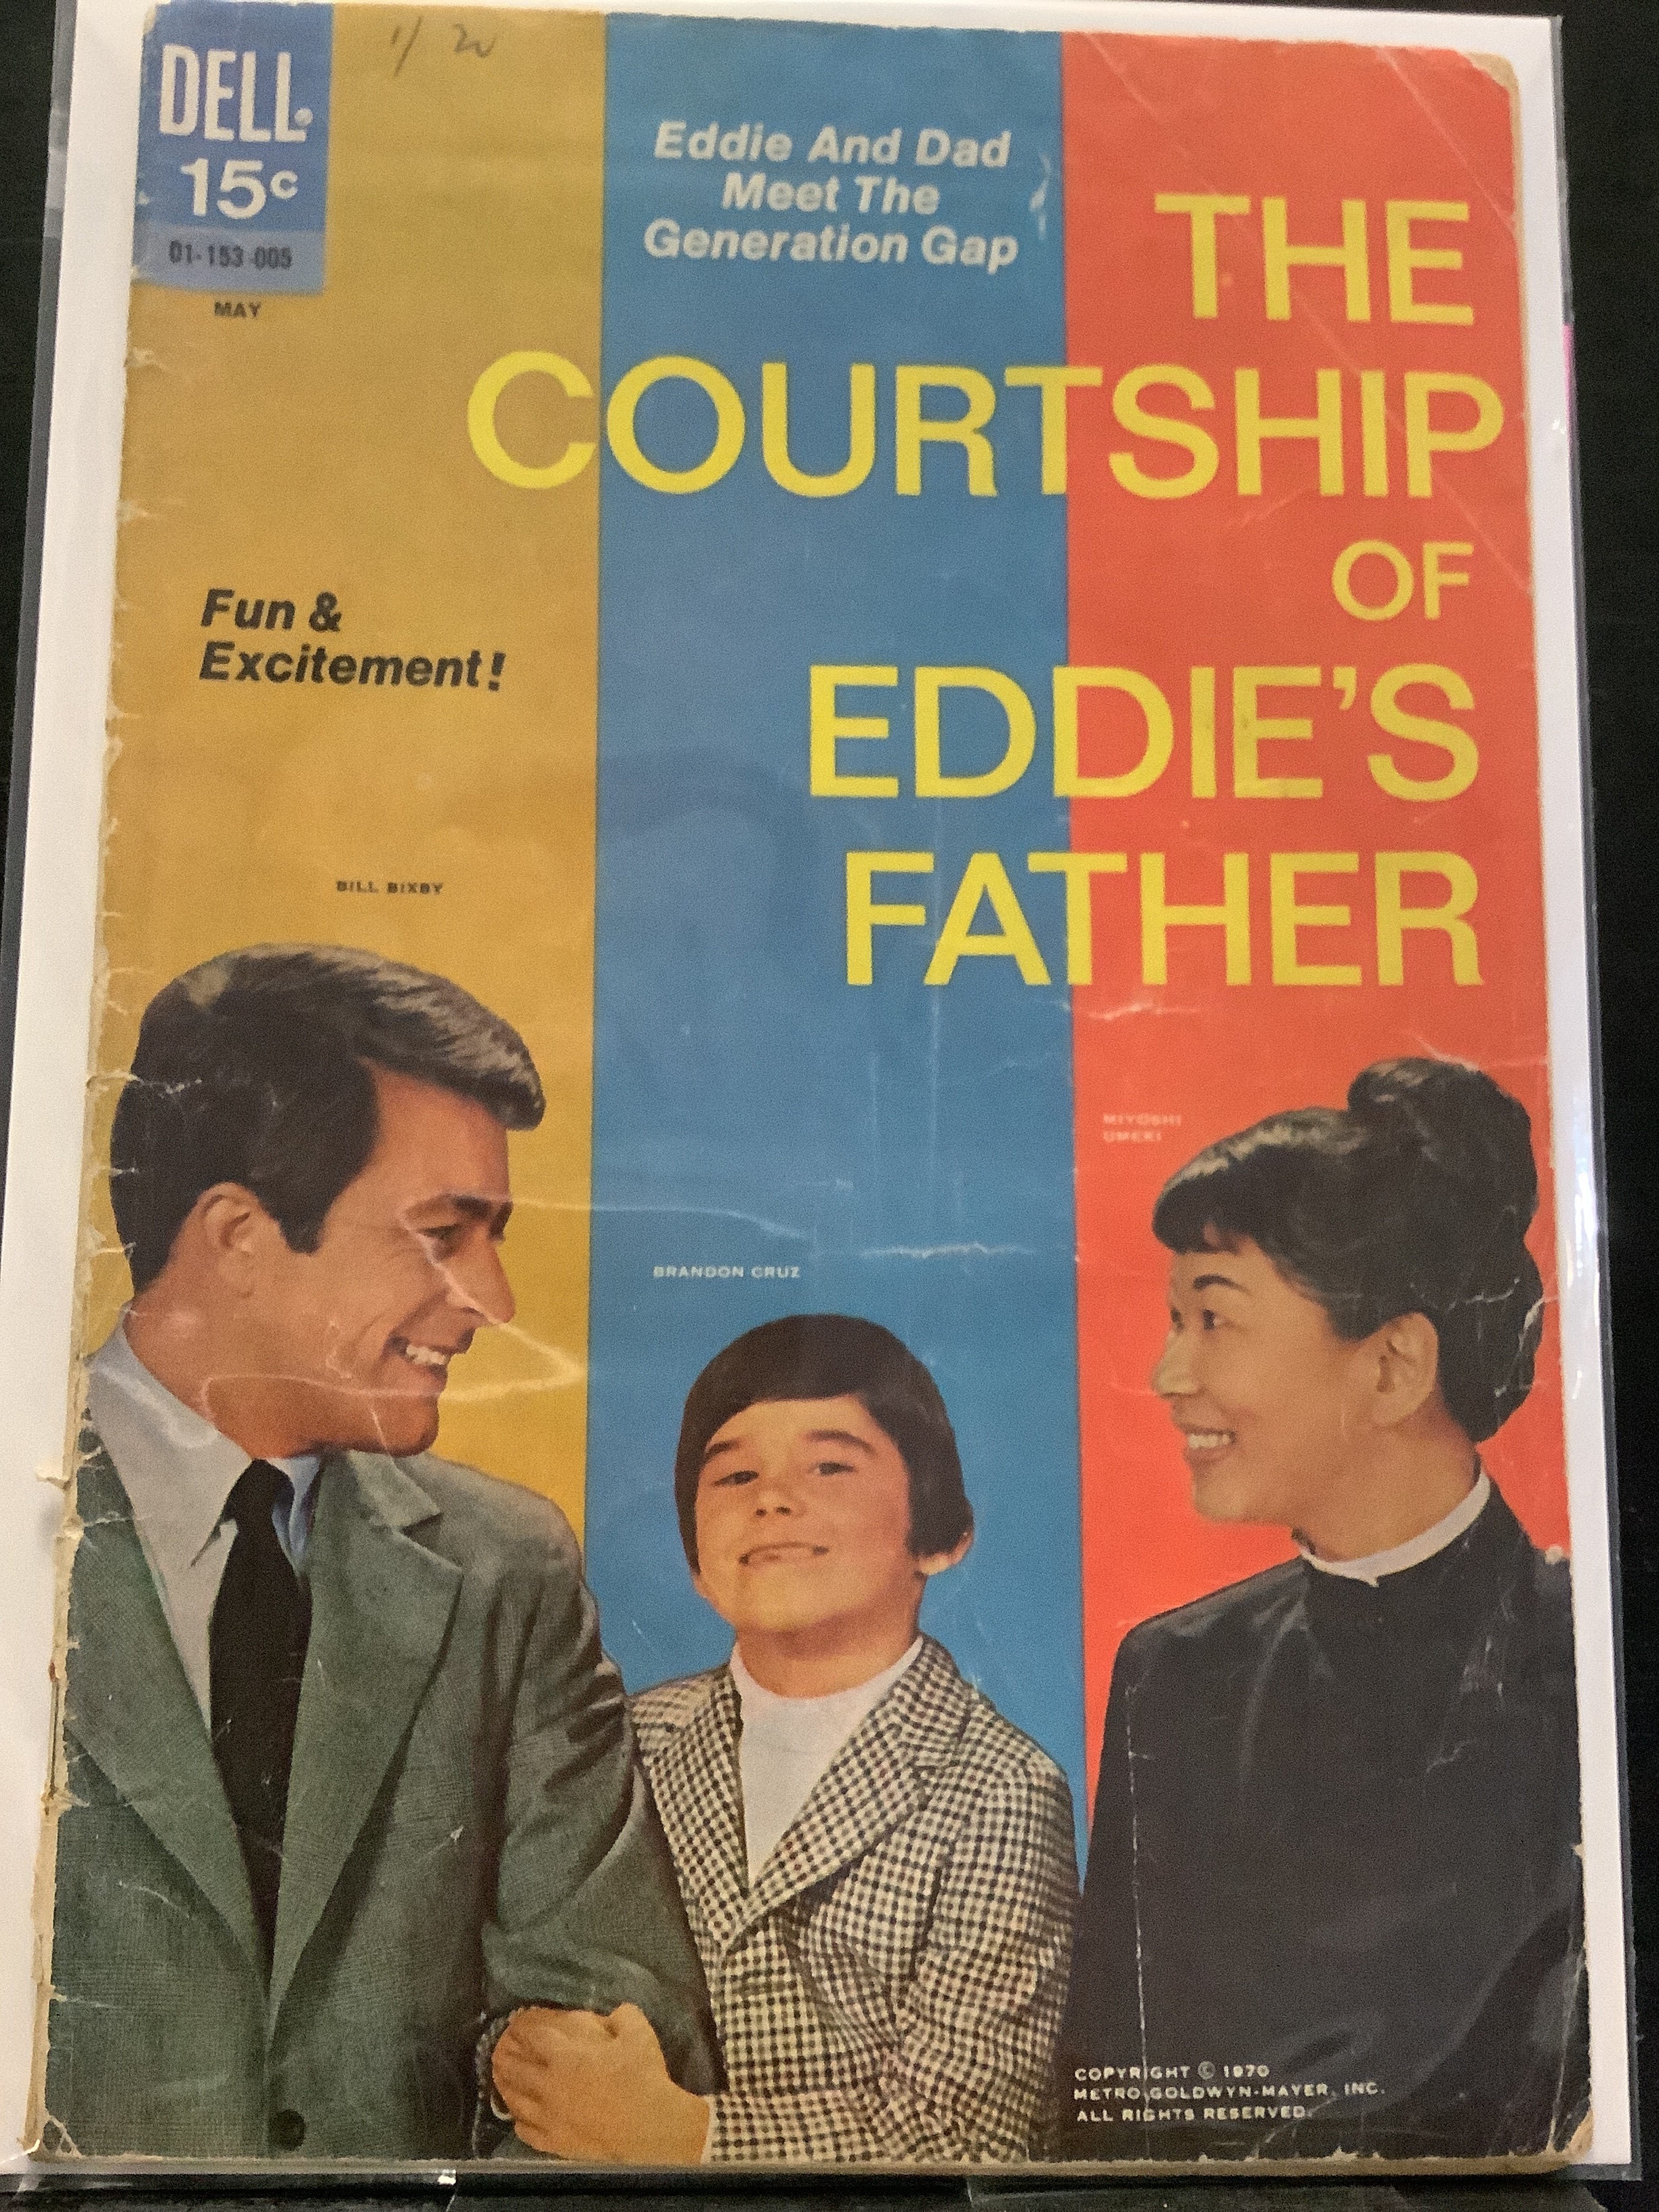 DELL
15c
01-153-005
MAY
1/20
Eddie And Dad
Meet The
Generation Gap
THE
COURTSHIP
OF
EDDIE'S
FATHER
Fun &
Excitement!
BILL BIXBY
MIYOSHI
UMEKI
BRANDON CRUZ
COPYRIGHT © 1970
METRO-GOLDWYN-MAYER, INC.
ALL RIGHTS RESERVED.